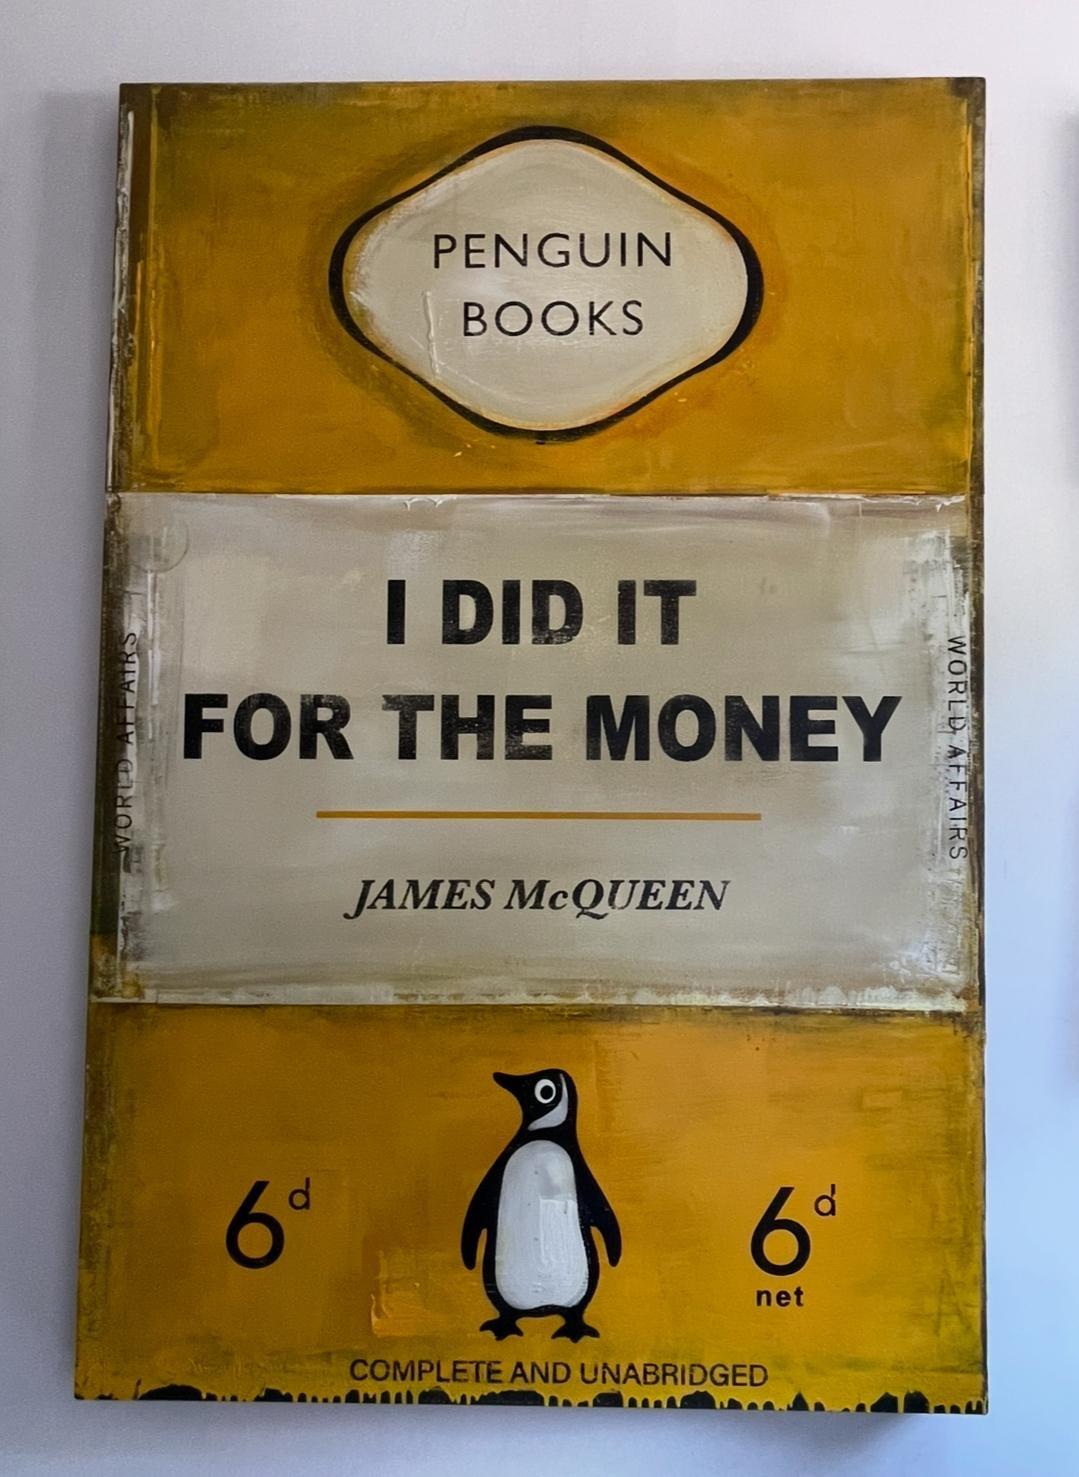 PENGUIN
BOOKS
I DID IT
FOR THE MONEY
WORLD AFFAIRS
WORLD AFFAIRS
JAMES McQUEEN
6d
6d
net
COMPLETE AND UNABRIDGED